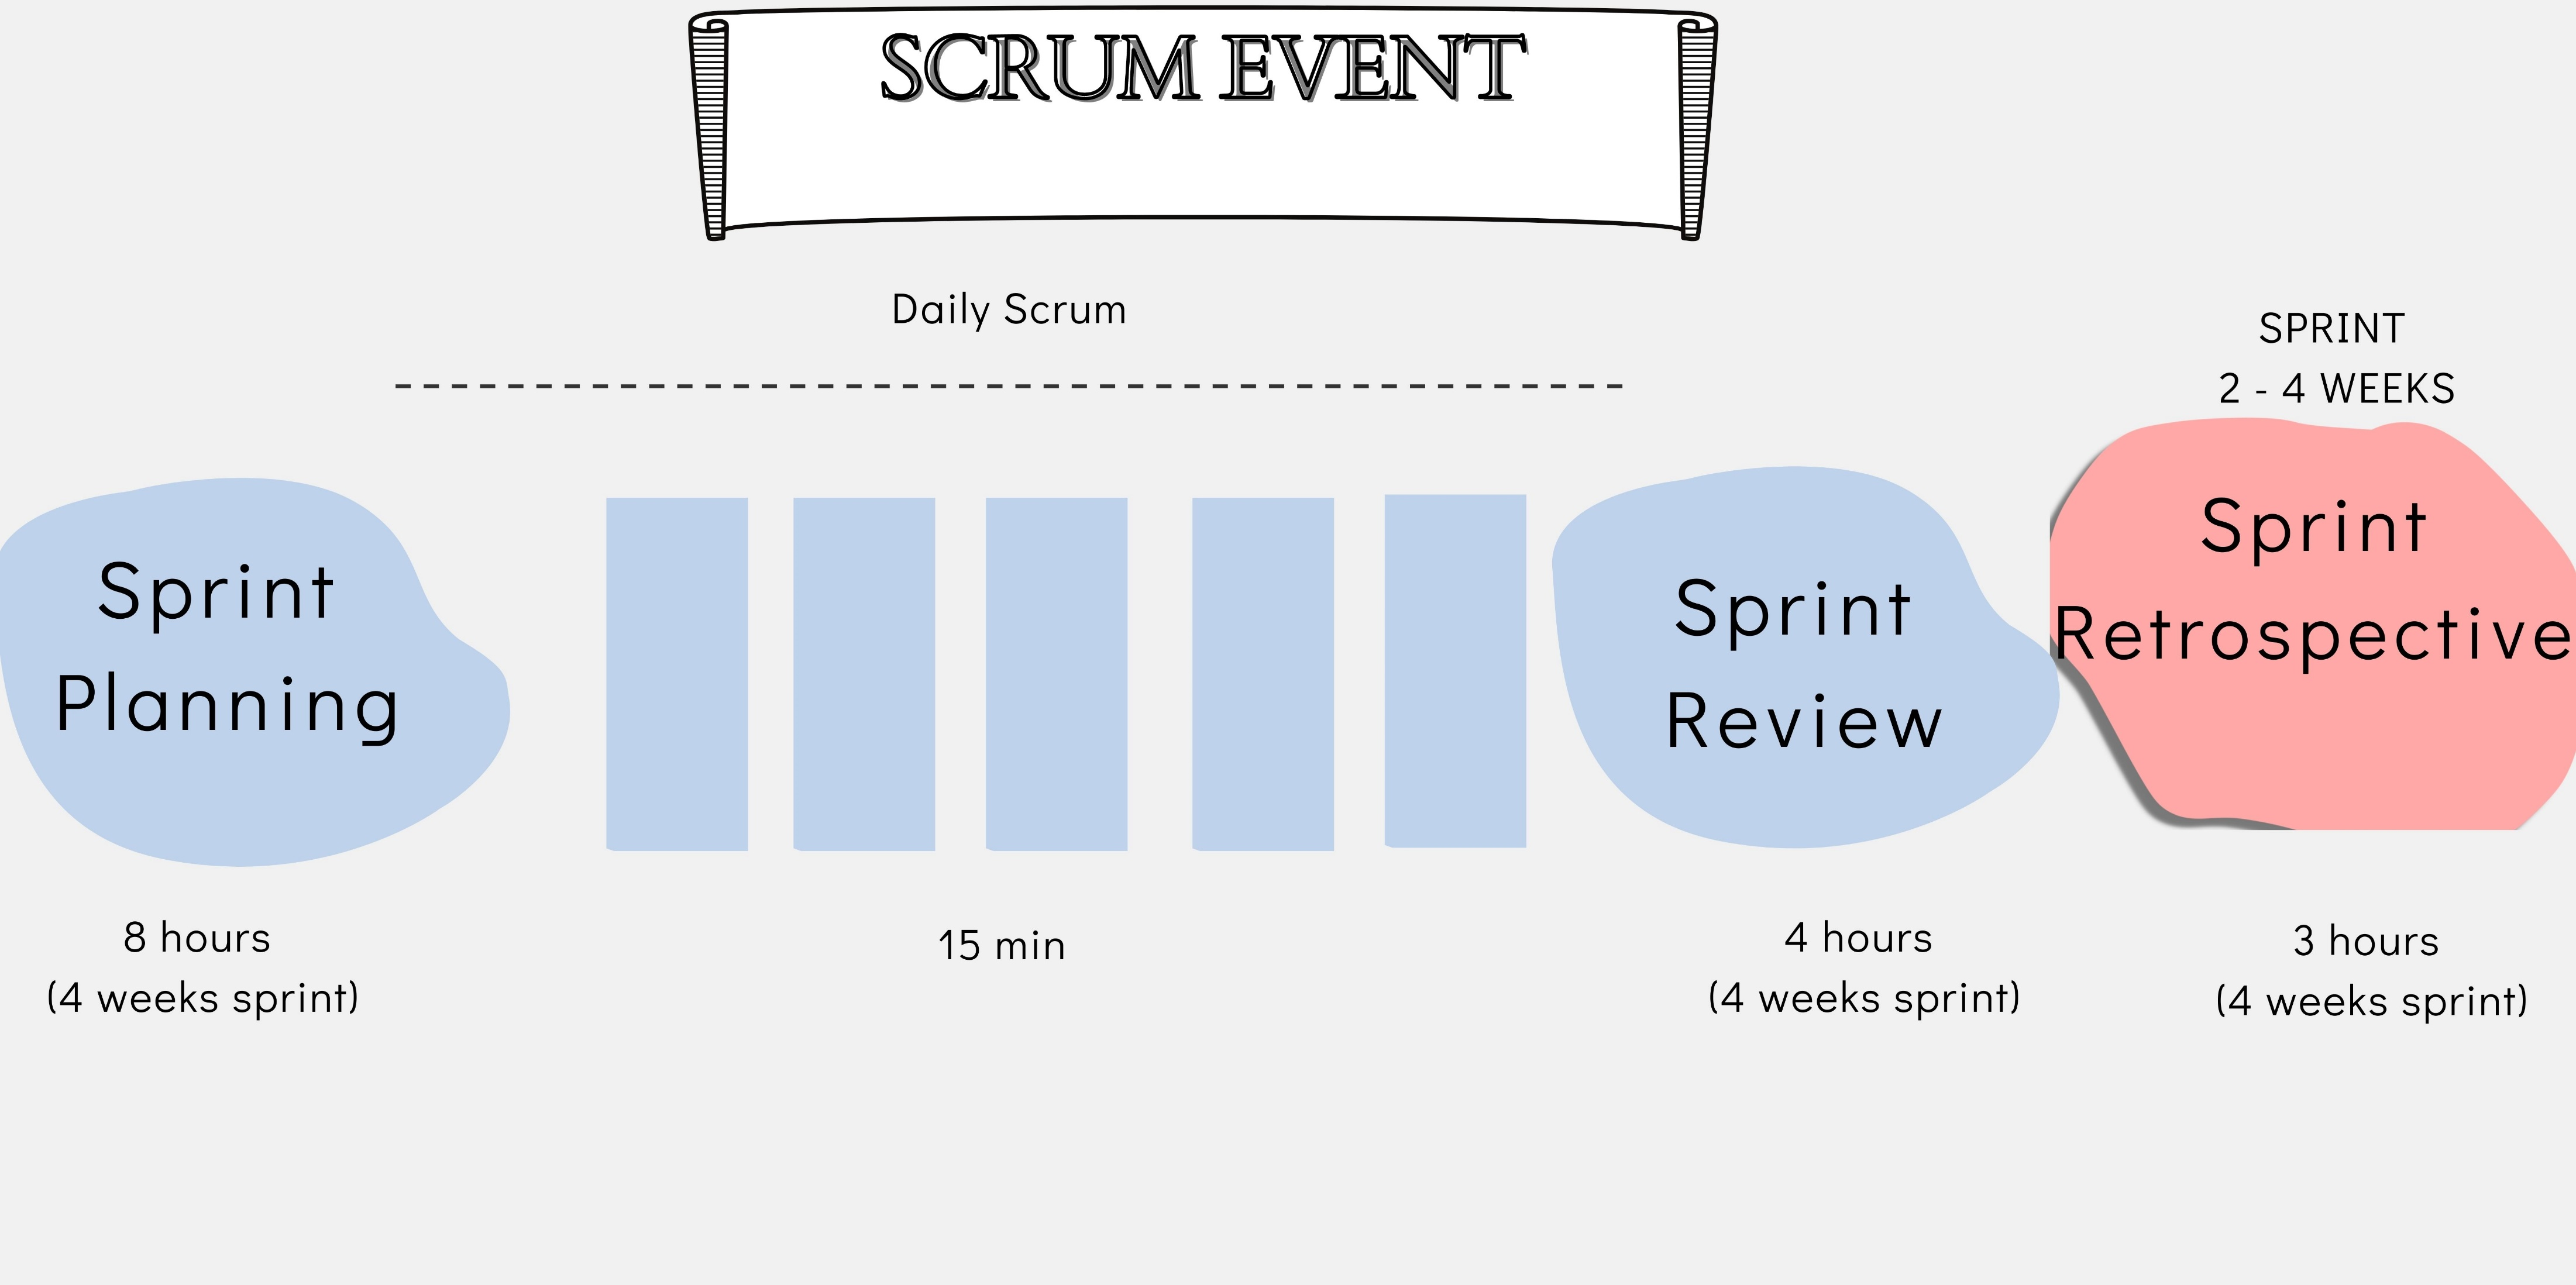 SCRUM EVENT
Daily Scrum
SPRINT
2 - 4 WEEKS
Sprint
Planning
Sprint
Review
Sprint
Retrospective
8 hours
(4 weeks sprint)
15 min
4 hours
(4 weeks sprint)
3 hours
(4 weeks sprint)